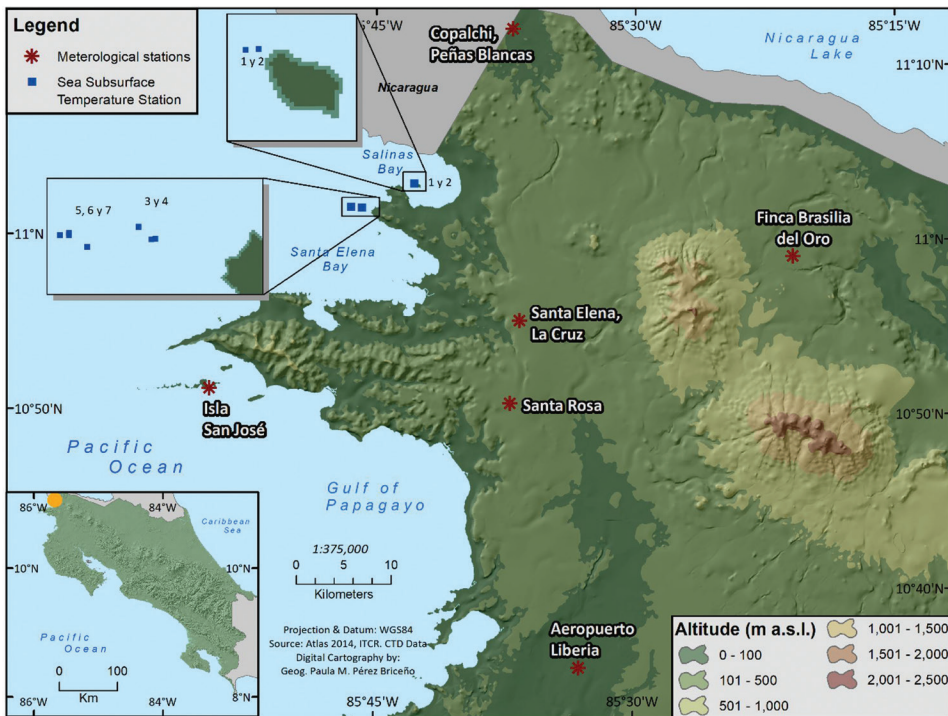 Legend
Meterological stations
Sea Subsurface
Temperature Station
1 y 2
Nicaragua
85°45'W
85°30'W
85°15'W
Copalchi,
Peñas Blancas
Nicaragua
Lake
11°10'N
Salinas
Bay
1 y 2
5, 6 y 7
3 y 4
11°N
Santa Elena
Bay
Finca Brasilia
del Oro
11°N
Santa Elena,
La Cruz
10°50'N
Isla
San José
Santa Rosa
10°50'N
Pacific
Ocean
Gulf of
Papagayo
86°W
84°W
Caribbean
Sea
10°N
10°N
Pacific
Ocean
0 100
Km
86°W
84°W
8°N
1:375,000
0 5 10
Kilometers
Projection & Datum: WGS84
Source: Atlas 2014, ITCR. CTD Data
Digital Cartography by:
Geog. Paula M. Pérez Briceño
85°45'W
Aeropuerto
Liberia
85°30'W
10°40'N
Altitude (m a.s.l.)
0 - 100
101 - 500
501 - 1,000
1,001 - 1,500
1,501 - 2,000
2,001 - 2,500